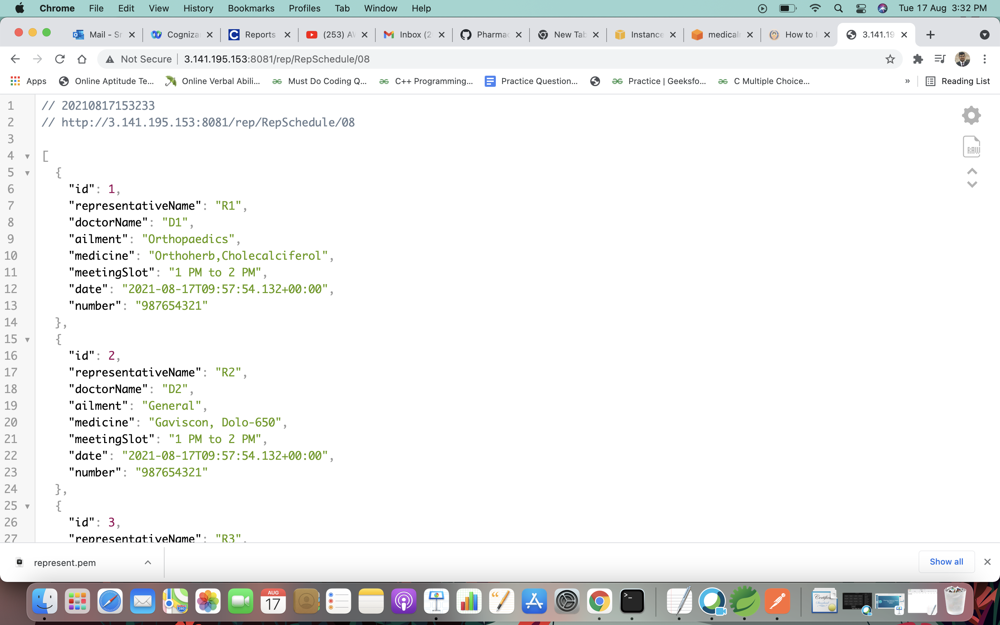 Chrome File Edit View History Bookmarks Profiles Tab Window Help Tue 17 Aug 3:32 PM
Mail - Sr Cogniza Reports (253) A Inbox (2 Pharmac New Tab Instance medical How to 3.141.19
Not Secure 3.141.195.153:8081/rep/RepSchedule/08
Apps Online Aptitude Te... Online Verbal Abili... Must Do Coding Q... C++ Programming... Practice Question... Practice | Geeksfo... C Multiple Choice... » Reading List
1 // 20210817153233
2 // http://3.141.195.153:8081/rep/RepSchedule/08
3
4 [
5 {
6 "id": 1,
7 "representativeName": "R1",
8 "doctorName": "D1",
9 "ailment": "Orthopaedics",
10 "medicine": "Orthoherb,Cholecalciferol",
11 "meetingSlot": "1 PM to 2 PM",
12 "date": "2021-08-17T09:57:54.132+00:00",
13 "number": "987654321"
14 },
15 {
16 "id": 2,
17 "representativeName": "R2",
18 "doctorName": "D2",
19 "ailment": "General",
20 "medicine": "Gaviscon, Dolo-650",
21 "meetingSlot": "1 PM to 2 PM",
22 "date": "2021-08-17T09:57:54.132+00:00",
23 "number": "987654321"
24 },
25 {
26 "id": 3,
27 "representativeName": "R3",
RAW
represent.pem Show all
AUG
17
280